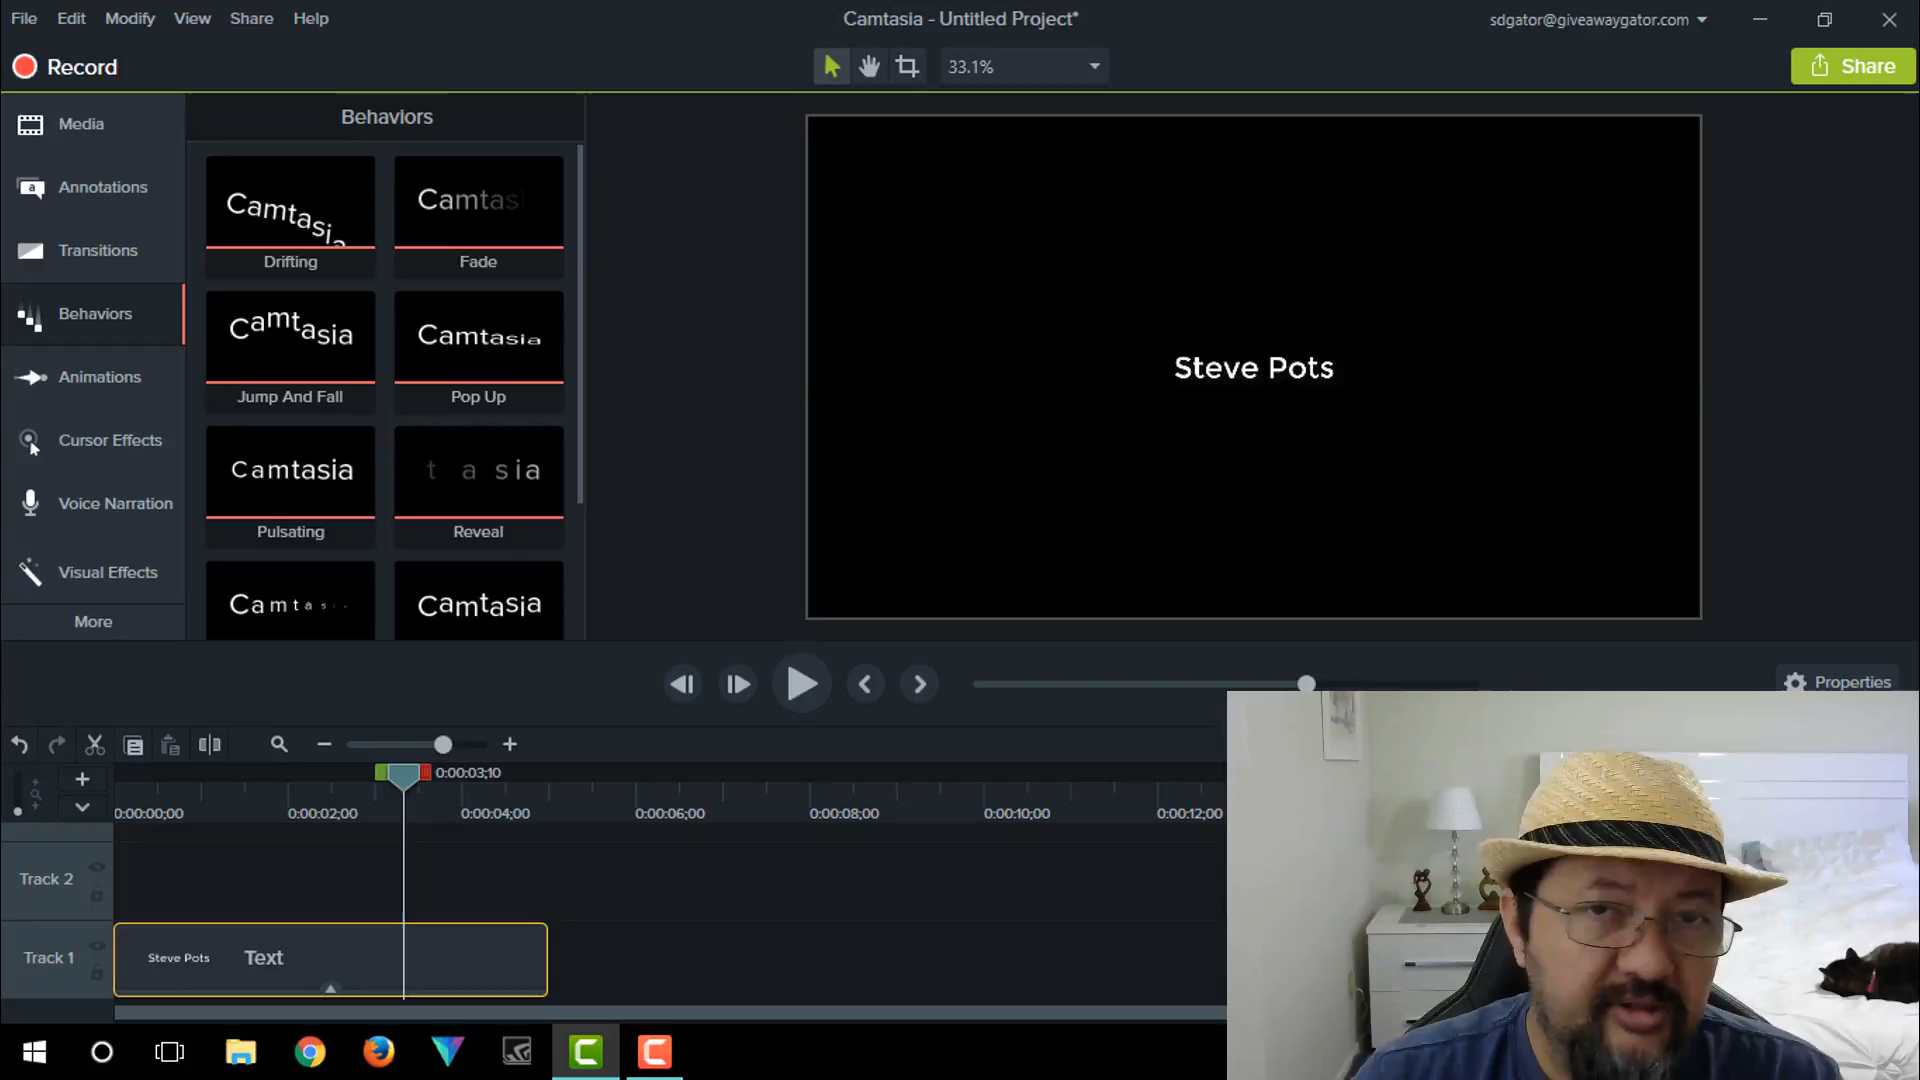 File Edit Modify View Share Help
Camtasia - Untitled Project*
sdgator@giveawaygator.com
Record
33.1%
Share
Media
Annotations
Transitions
Behaviors
Animations
Cursor Effects
Voice Narration
Visual Effects
More
Behaviors
Camtasia
Drifting
Camtasi
Fade
Camtasia
Jump And Fall
Camtasia
Pop Up
Camtasia
Pulsating
t a sia
Reveal
Camtas
Camtasia
Steve Pots
Properties
0:00:03;10
0:00:00;00 0:00:02;00 0:00:04;00 0:00:06;00 0:00:08;00 0:00:10;00 0:00:12;00
Track 2
Track 1
Steve Pots Text